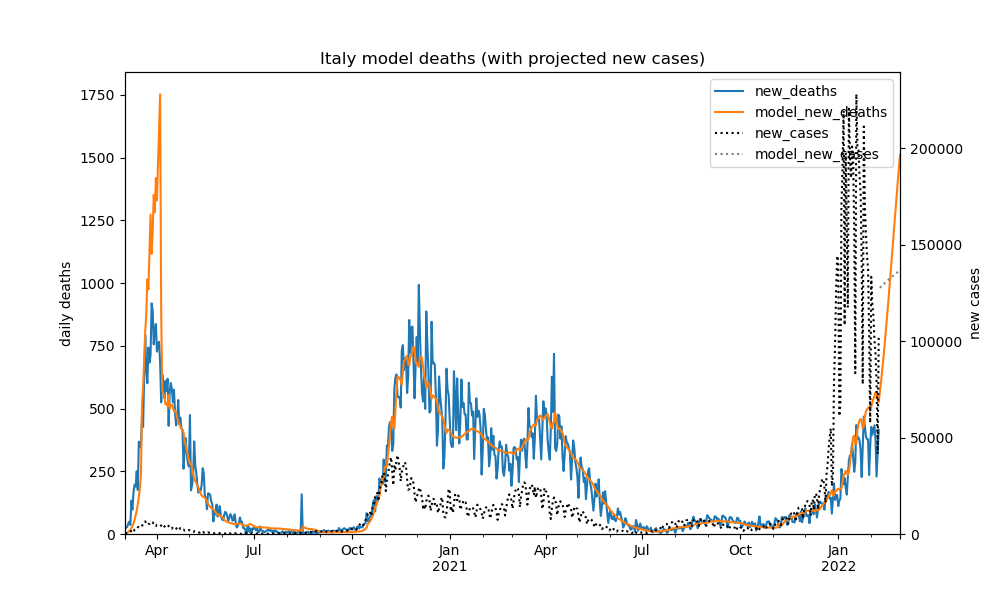 Italy model deaths (with projected new cases)
new_deaths
model_new_deaths
new_cases
model_new_cases
1750
1500
1250
1000
750
500
250
0
daily deaths
200000
150000
100000
50000
0
new cases
Apr
Jul
Oct
Jan
2021
Apr
Jul
Oct
Jan
2022